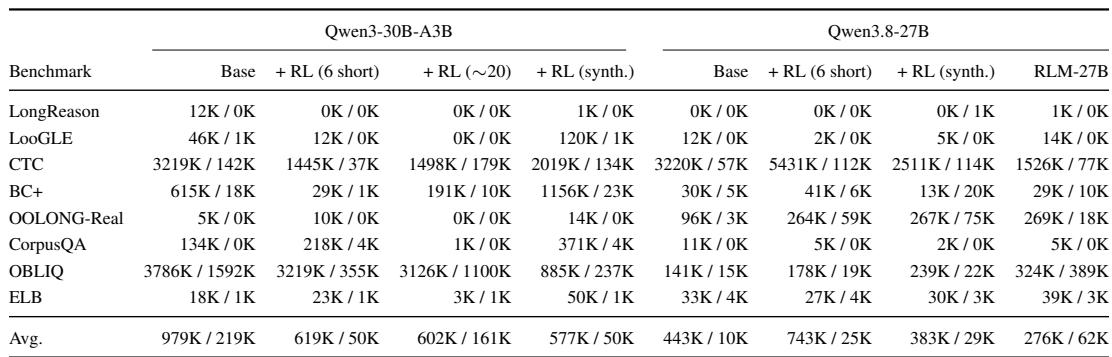 Qwen3-30B-A3B Qwen3.8-27B
Benchmark Base + RL (6 short) + RL (∼20) + RL (synth.) Base + RL (6 short) + RL (synth.) RLM-27B
LongReason 12K / 0K 0K / 0K 0K / 0K 1K / 0K 0K / 0K 0K / 0K 0K / 1K 1K / 0K
LooGLE 46K / 1K 12K / 0K 0K / 0K 120K / 1K 12K / 0K 2K / 0K 5K / 0K 14K / 0K
CTC 3219K / 142K 1445K / 37K 1498K / 179K 2019K / 134K 3220K / 57K 5431K / 112K 2511K / 114K 1526K / 77K
BC+ 615K / 18K 29K / 1K 191K / 10K 1156K / 23K 30K / 5K 41K / 6K 13K / 20K 29K / 10K
OOLONG-Real 5K / 0K 10K / 0K 0K / 0K 14K / 0K 96K / 3K 264K / 59K 267K / 75K 269K / 18K
CorpusQA 134K / 0K 218K / 4K 1K / 0K 371K / 4K 11K / 0K 5K / 0K 2K / 0K 5K / 0K
OBLIQ 3786K / 1592K 3219K / 355K 3126K / 1100K 885K / 237K 141K / 15K 178K / 19K 239K / 22K 324K / 389K
ELB 18K / 1K 23K / 1K 3K / 1K 50K / 1K 33K / 4K 27K / 4K 30K / 3K 39K / 3K
Avg. 979K / 219K 619K / 50K 602K / 161K 577K / 50K 443K / 10K 743K / 25K 383K / 29K 276K / 62K